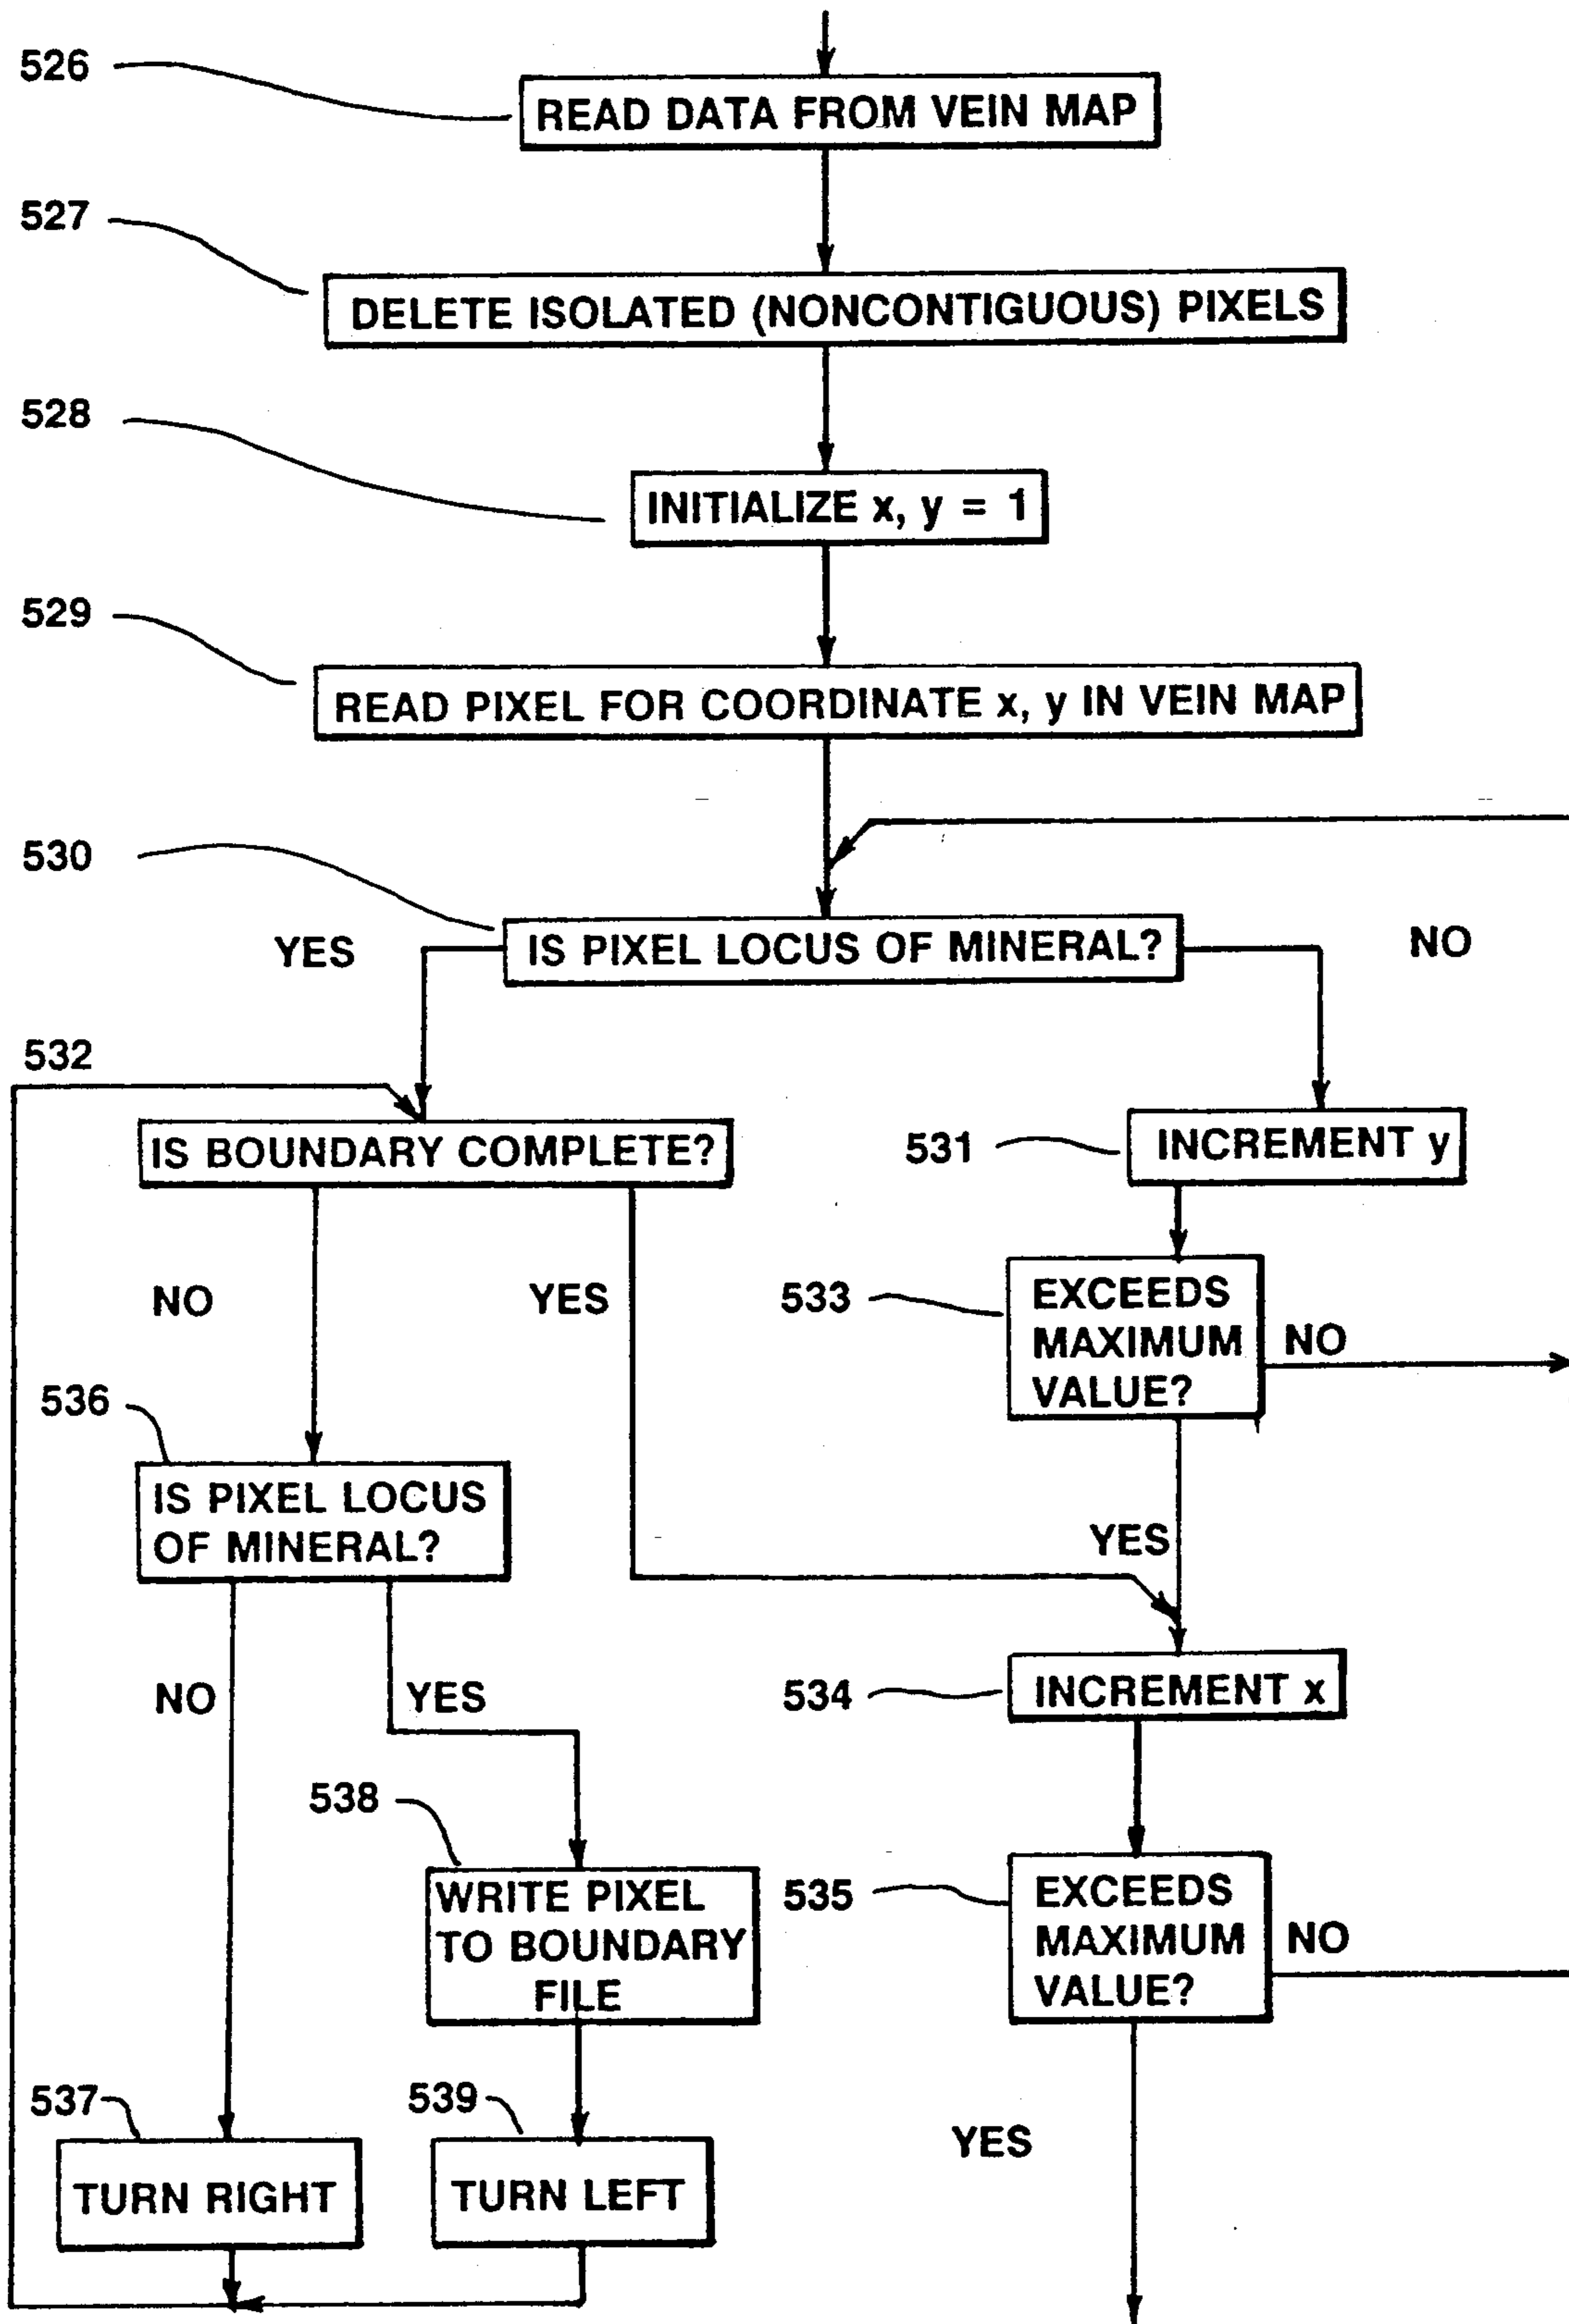 526
READ DATA FROM VEIN MAP
527
DELETE ISOLATED (NONCONTIGUOUS) PIXELS
528
INITIALIZE x, y = 1
529
READ PIXEL FOR COORDINATE x, y IN VEIN MAP
530
YES
IS PIXEL LOCUS OF MINERAL?
NO
532
IS BOUNDARY COMPLETE?
531
INCREMENT y
NO
YES
533
EXCEEDS
MAXIMUM
VALUE?
NO
536
IS PIXEL LOCUS
OF MINERAL?
YES
NO
YES
534
INCREMENT x
538
WRITE PIXEL
TO BOUNDARY
FILE
535
EXCEEDS
MAXIMUM
VALUE?
NO
537
TURN RIGHT
539
TURN LEFT
YES